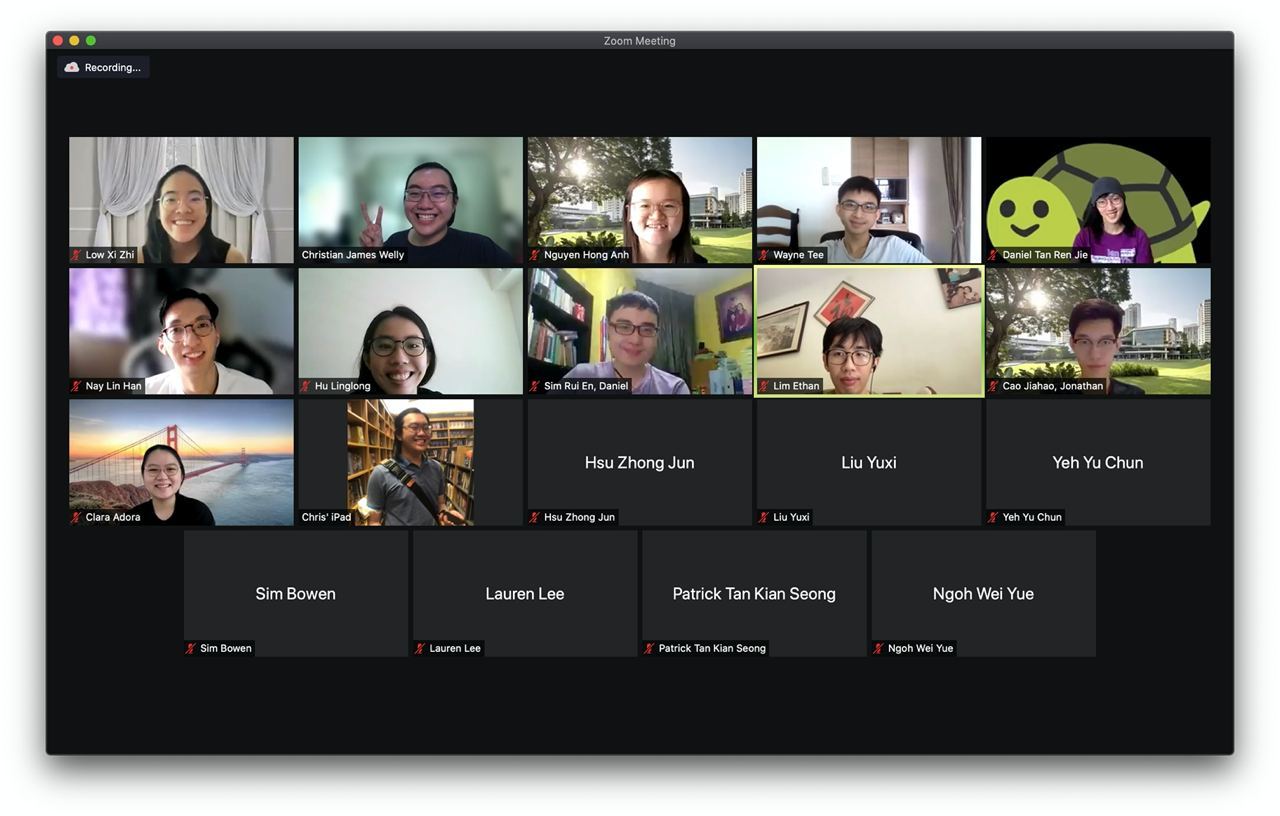 Zoom Meeting
Recording...
Low Xi Zhi
Christian James Welly
Nguyen Hong Anh
Wayne Tee
Daniel Tan Ren Jie
Nay Lin Han
Hu Linglong
Sim Rui En, Daniel
福
Lim Ethan
Cao Jiahao, Jonathan
Clara Adora
Chris' iPad
Hsu Zhong Jun
Hsu Zhong Jun
Liu Yuxi
Liu Yuxi
Yeh Yu Chun
Yeh Yu Chun
Sim Bowen
Sim Bowen
Lauren Lee
Lauren Lee
Patrick Tan Kian Seong
Patrick Tan Kian Seong
Ngoh Wei Yue
Ngoh Wei Yue